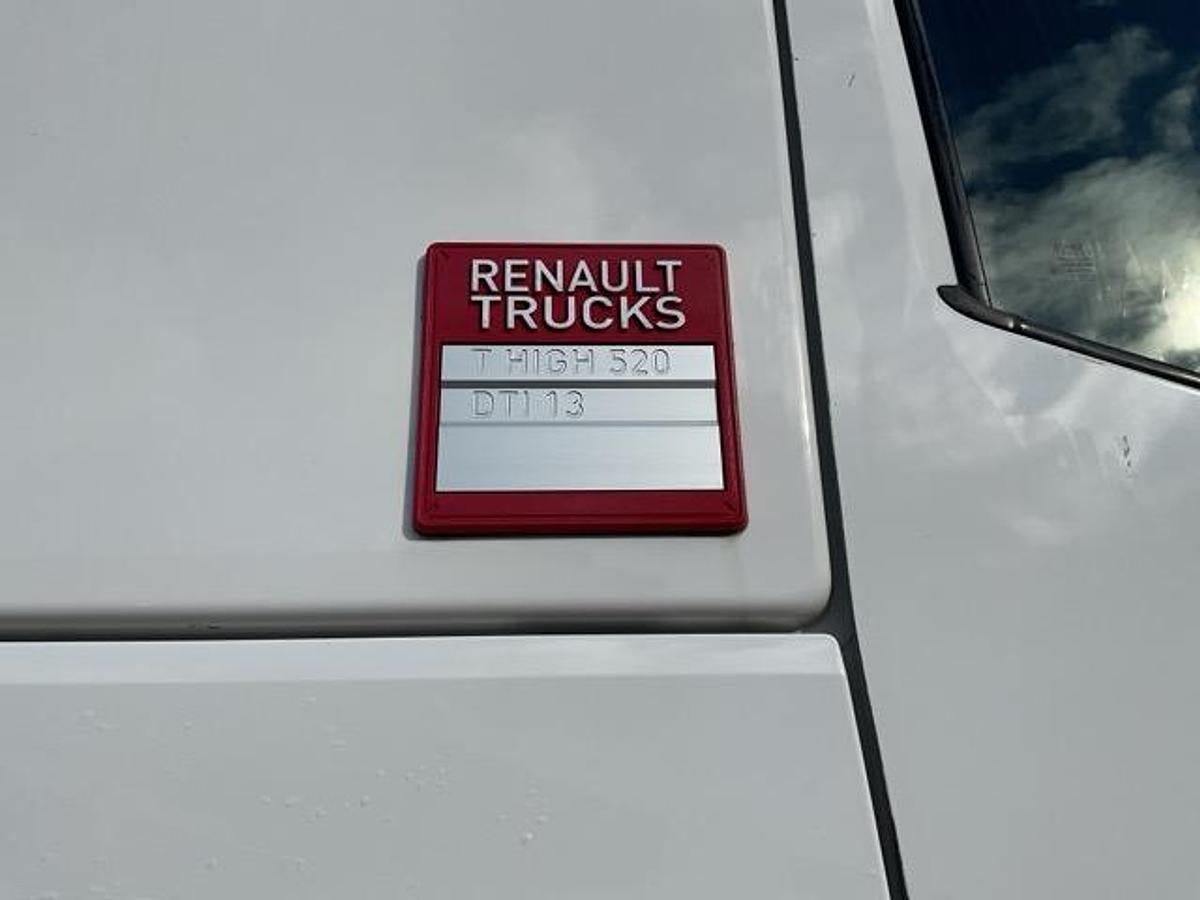 RENAULT
TRUCKS
T HIGH 520
DTI 13